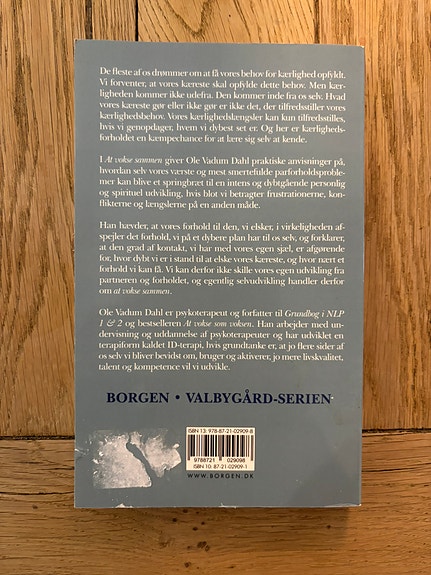 De fleste af os drømmer om at få vores behov for kærlighed opfyldt.
Vi forventer, at vores kæreste skal opfylde dette behov. Men kær-
ligheden kommer ikke udefra. Den kommer inde fra os selv. Hvad
vores kæreste gør eller ikke gør er ikke det, der tilfredsstiller vores
kærlighedsbehov. Vores kærlighedslængsler kan kun tilfredsstilles,
hvis vi genopdager, hvem vi dybest set er. Og her er kærligheds-
forholdet en kæmpechance for at lære sig selv at kende.
I At vokse sammen giver Ole Vadum Dahl praktiske anvisninger på,
hvordan selv vores værste og mest smertefulde parforholdsproble-
mer kan blive et springbræt til en intens og dybtgående personlig
og spirituel udvikling, hvis blot vi betragter frustrationerne, kon-
flikterne og længslerne på en anden måde.
Han hævder, at vores forhold til den, vi elsker, i virkeligheden af-
spejler det forhold, vi på et dybere plan har til os selv, og forklarer,
at den grad af kontakt, vi har med vores egen sjæl, er afgørende
for, hvor dybt vi er i stand til at elske vores kæreste, og hvor nært et
forhold vi kan få. Vi kan derfor ikke skille vores egen udvikling fra
partneren og forholdet, og egentlig selvudvikling handler derfor
om at vokse sammen.
Ole Vadum Dahl er psykoterapeut og forfatter til Grundbog i NLP
1 & 2 og bestselleren At vokse som voksen. Han arbejder med un-
dervisning og uddannelse af psykoterapeuter og har udviklet en
terapiform kaldet ID-terapi, hvis grundtanke er, at jo flere sider af
os selv vi bliver bevidst om, bruger og aktiverer, jo mere livskvalitet,
talent og kompetence vil vi udvikle.
BORGEN • VALBYGÅRD-SERIEN
ISBN 13: 978-87-21-02909-8
9788721 029098
ISBN 10: 87-21-02909-1
WWW.BORGEN.DK